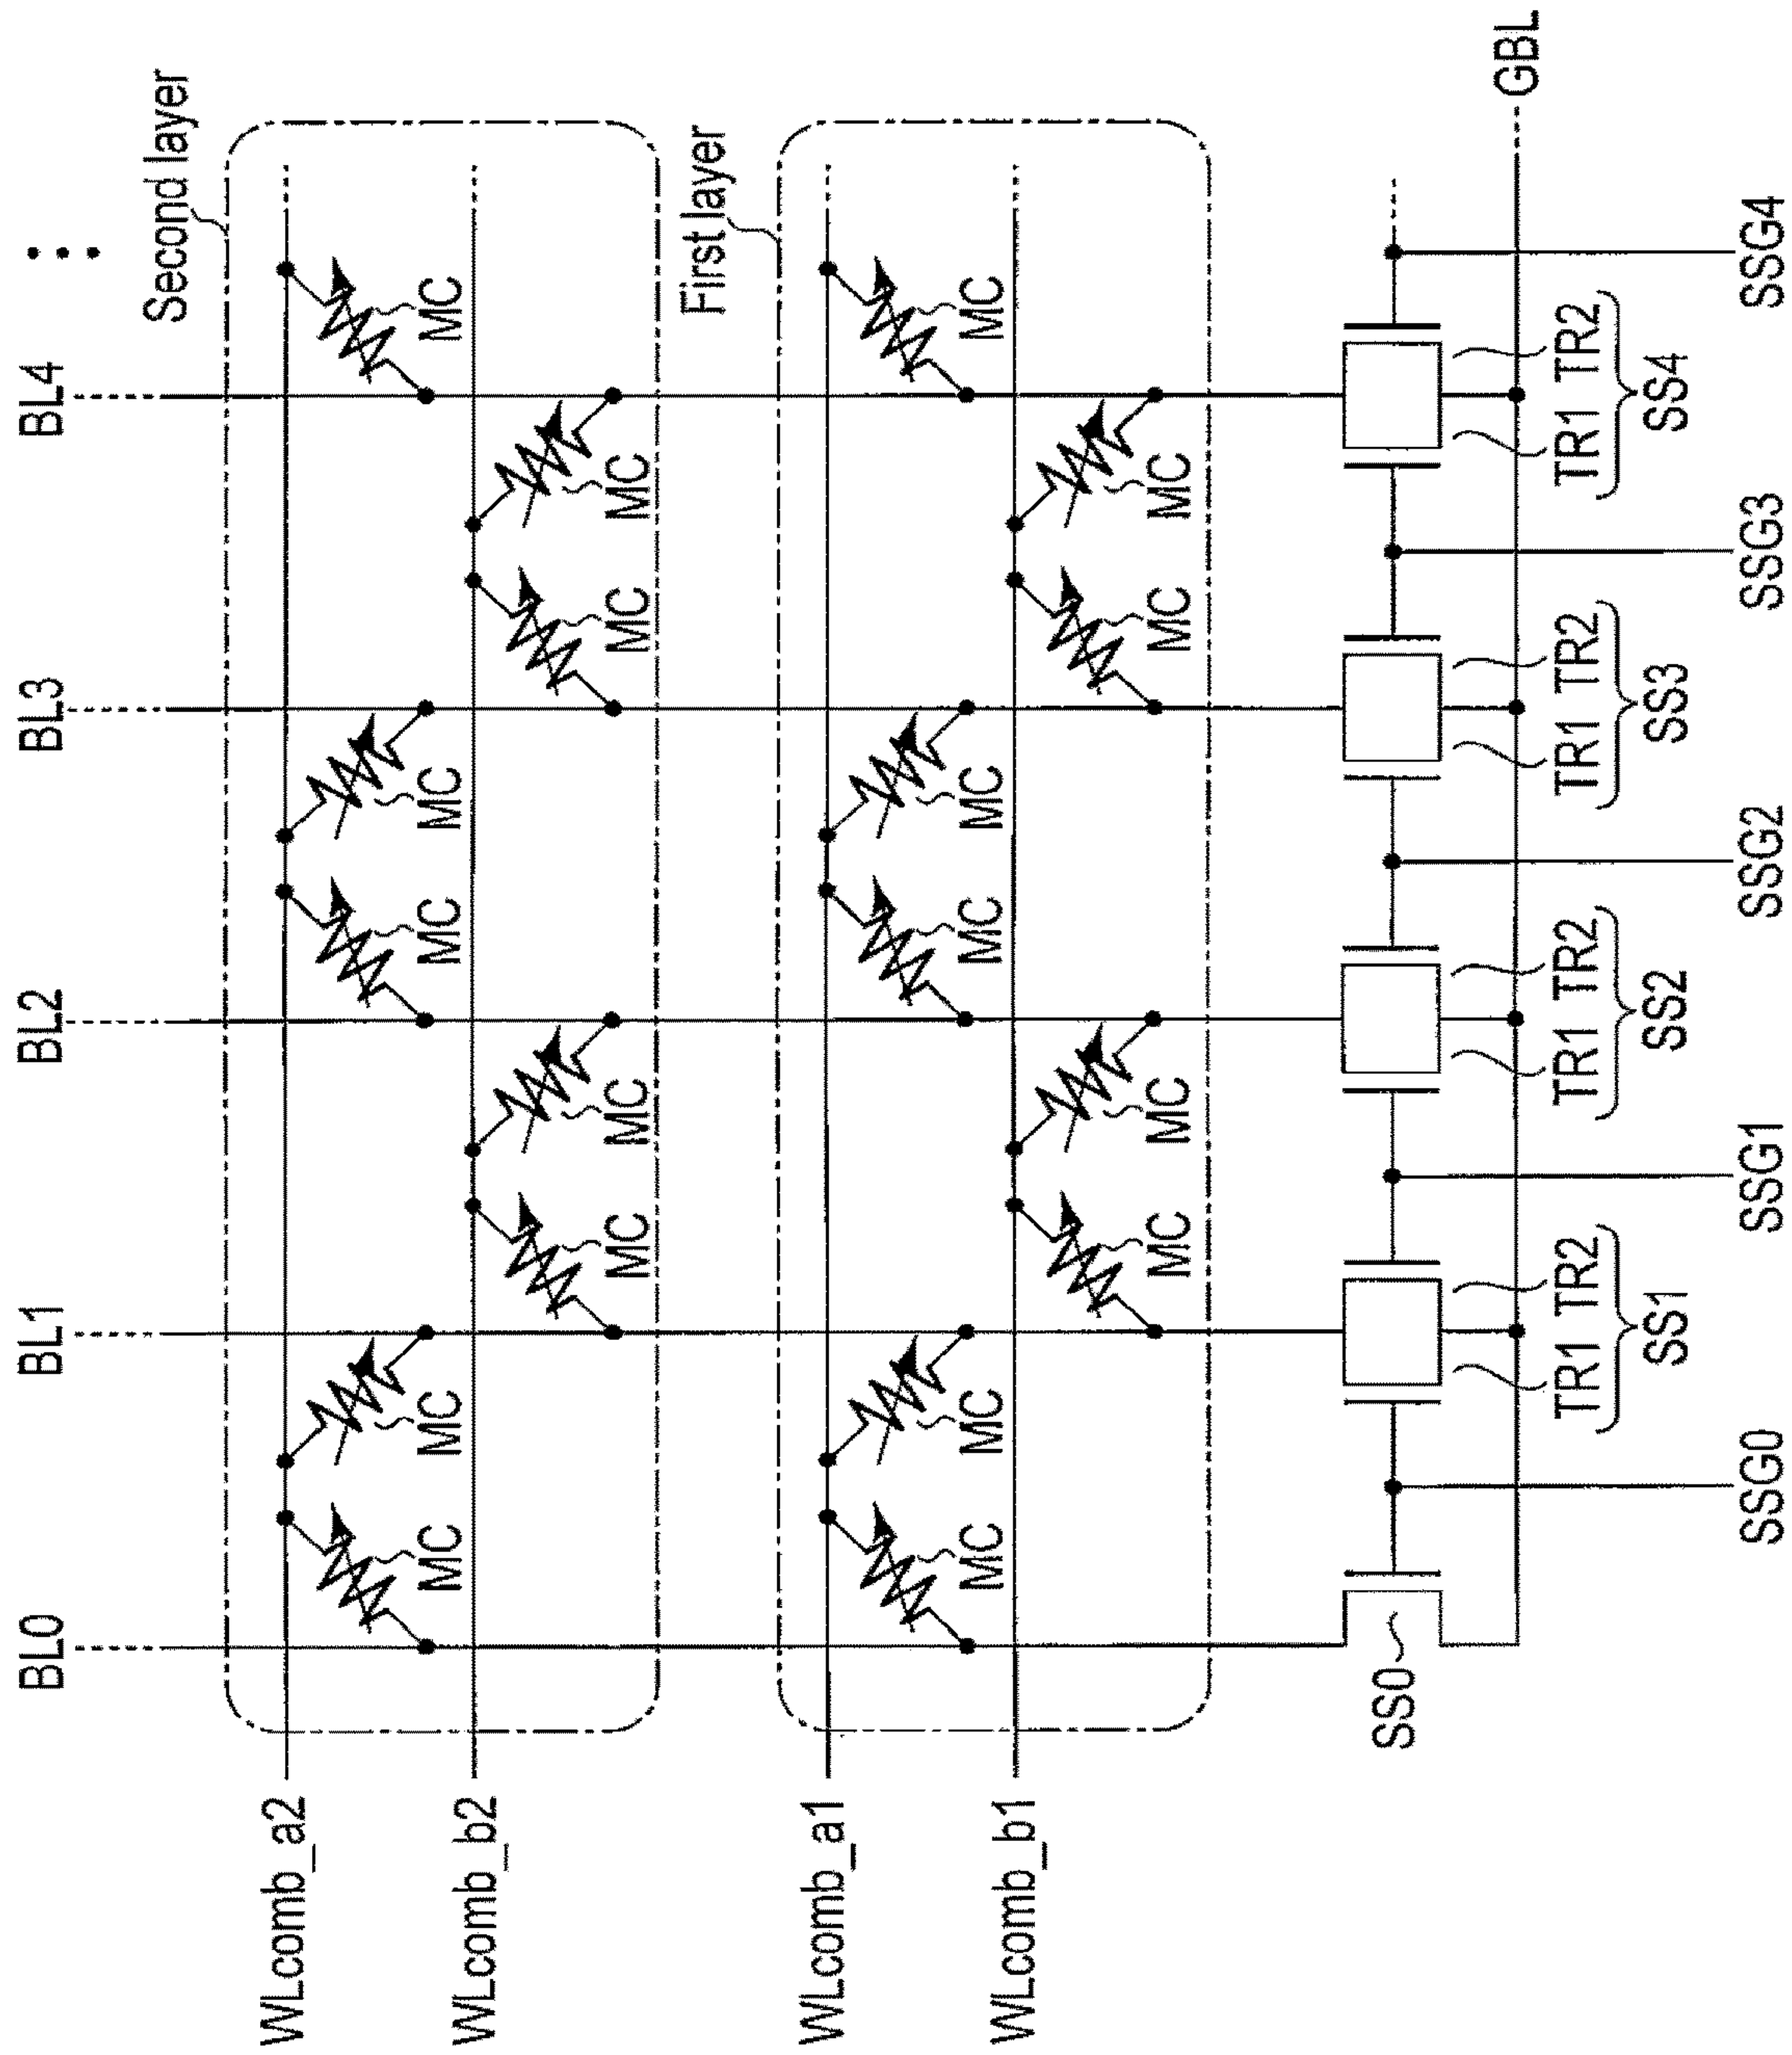 BL0 BL1 BL2 BL3 BL4
Second layer
WLcomb_a2
MC MC MC MC MC
WLcomb_b2
MC MC MC MC
First layer
WLcomb_a1
MC MC MC MC MC
WLcomb_b1
MC MC MC MC
SS0
GBL
TR1 TR2 TR1 TR2 TR1 TR2 TR1 TR2
SS1 SS2 SS3 SS4
SSG0 SSG1 SSG2 SSG3 SSG4